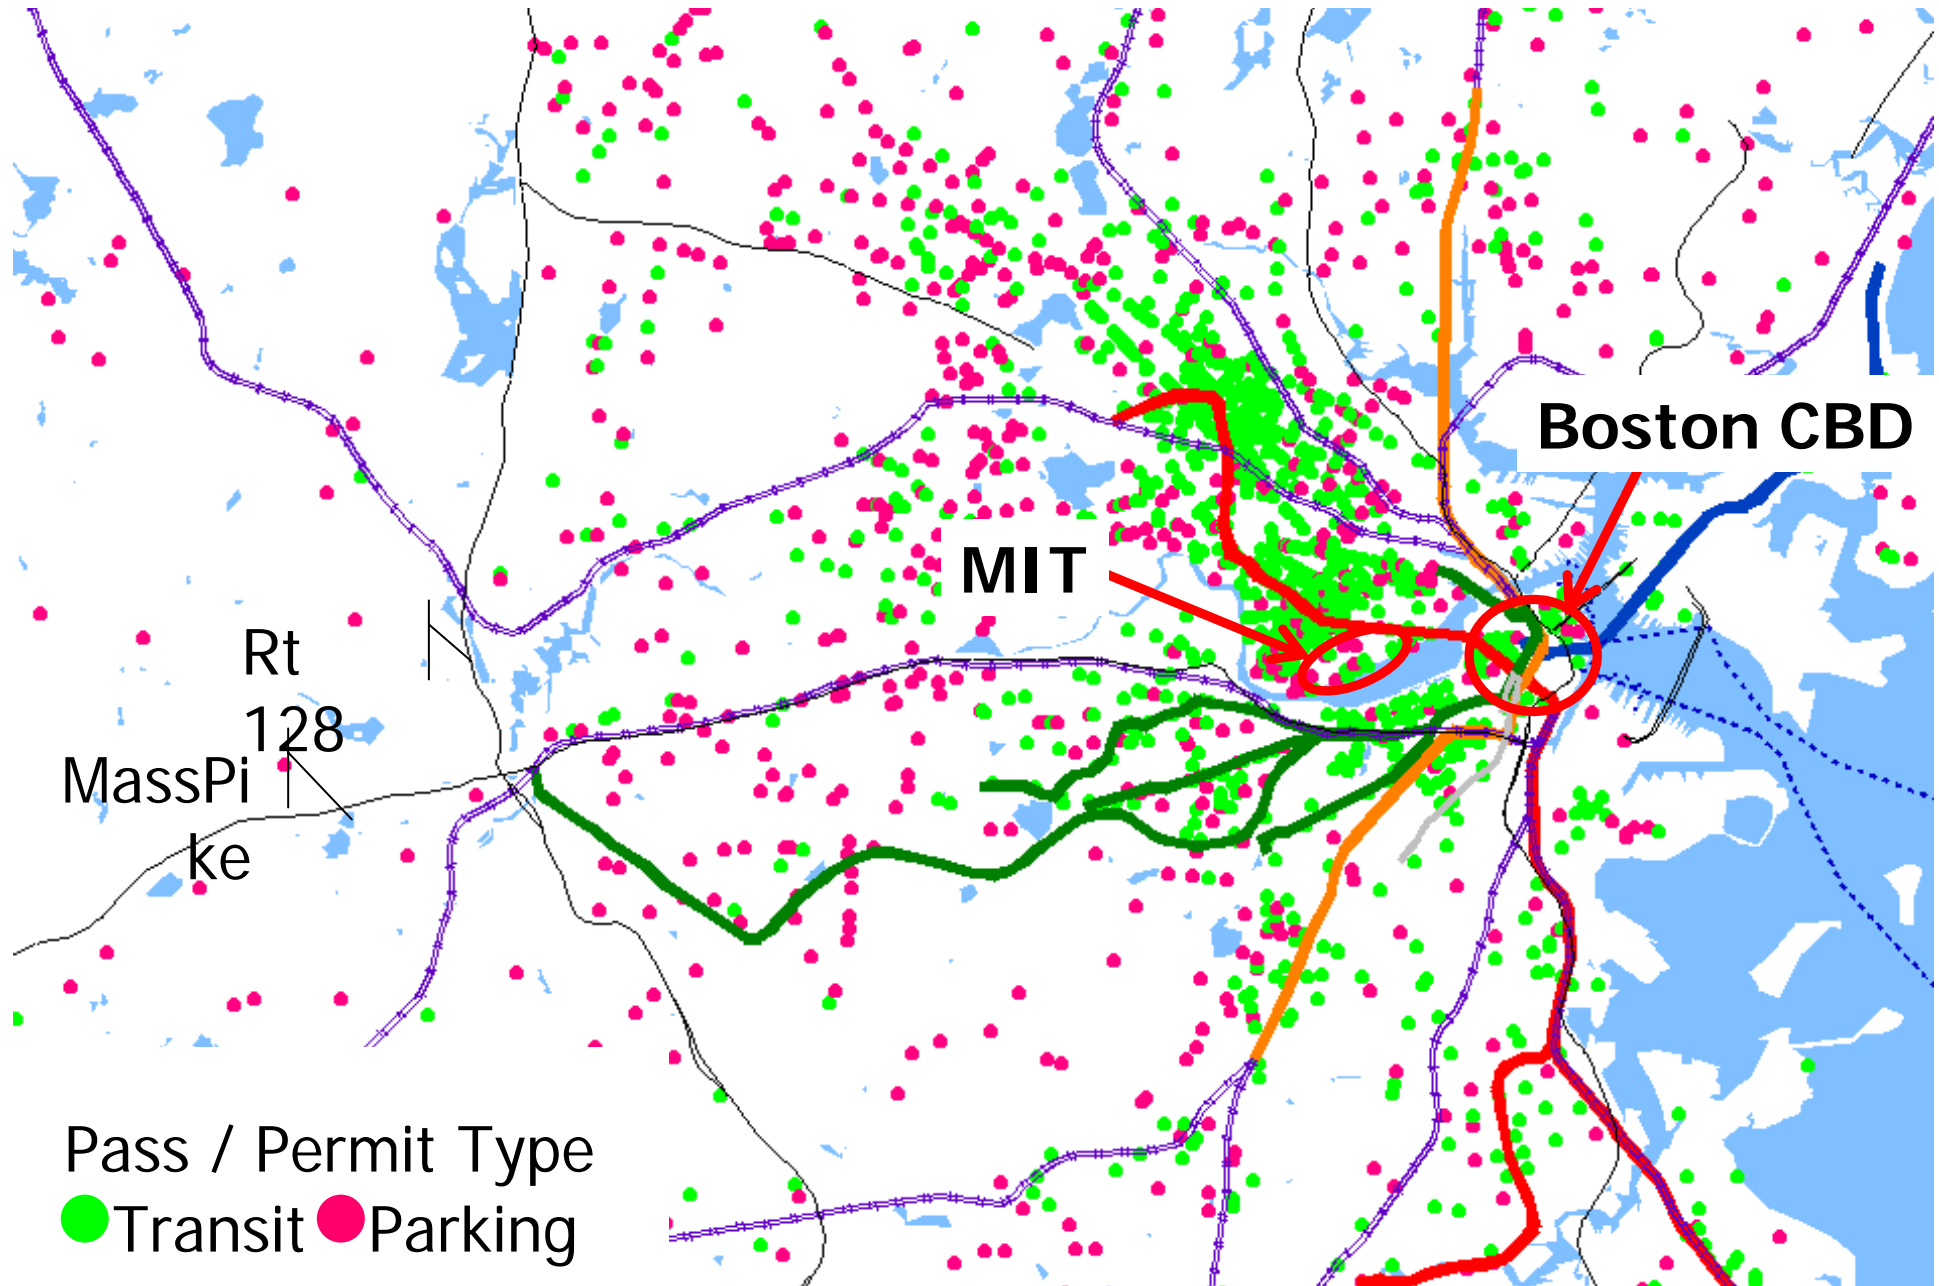 Boston CBD
MIT
Rt
128
MassPi
ke
Pass / Permit Type
Transit Parking